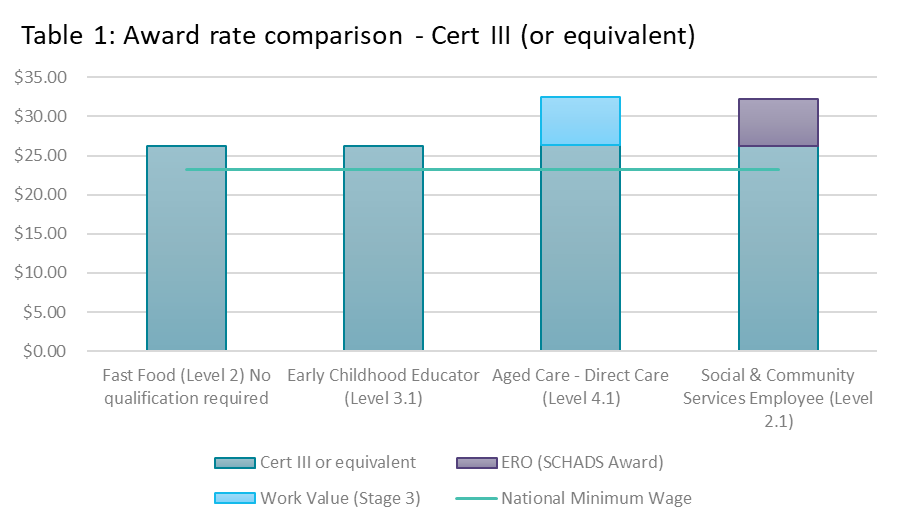 Table 1: Award rate comparison - Cert III (or equivalent)
$35.00
$30.00
$25.00
$20.00
$15.00
$10.00
$5.00
$0.00
Fast Food (Level 2) No
qualification required
Early Childhood Educator
(Level 3.1)
Aged Care - Direct Care
(Level 4.1)
Social & Community
Services Employee (Level
2.1)
Cert III or equivalent
ERO (SCHADS Award)
Work Value (Stage 3)
National Minimum Wage